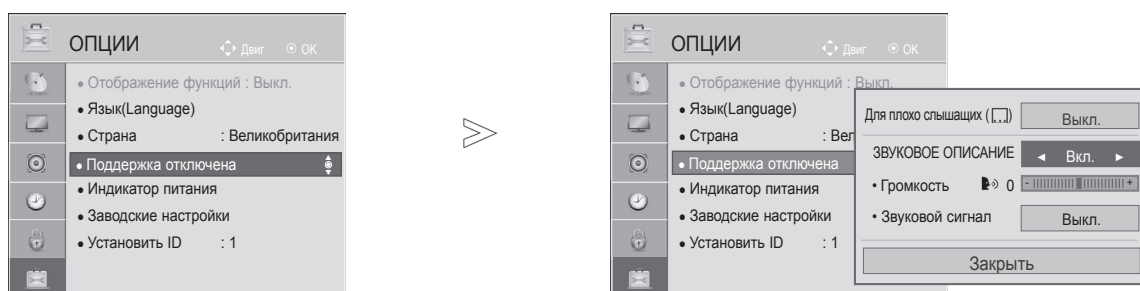 ОПЦИИ
Двиг
ОК
• Отображение функций : Выкл.
• Язык(Language)
• Страна : Великобритания
• Поддержка отключена
• Индикатор питания
• Заводские настройки
• Установить ID : 1
ОПЦИИ
Двиг
ОК
• Отображение функций : Выкл.
• Язык(Language)
• Страна : Вел
• Поддержка отключена
• Индикатор питания
• Заводские настройки
• Установить ID : 1
Для плохо слышащих ( ) Выкл.
ЗВУКОВОЕ ОПИСАНИЕ ◄ Вкл. ►
• Громкость 0 - +
• Звуковой сигнал Выкл.
Закрыть